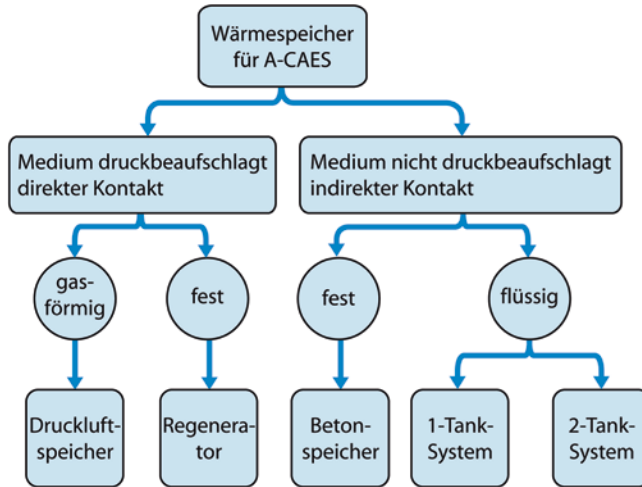 Wärmespeicher
für A-CAES
Medium druckbeaufschlagt
direkter Kontakt
Medium nicht druckbeaufschlagt
indirekter Kontakt
gas-
förmig
fest
fest
flüssig
Druckluft-
speicher
Regenera-
tor
Beton-
speicher
1-Tank-
System
2-Tank-
System